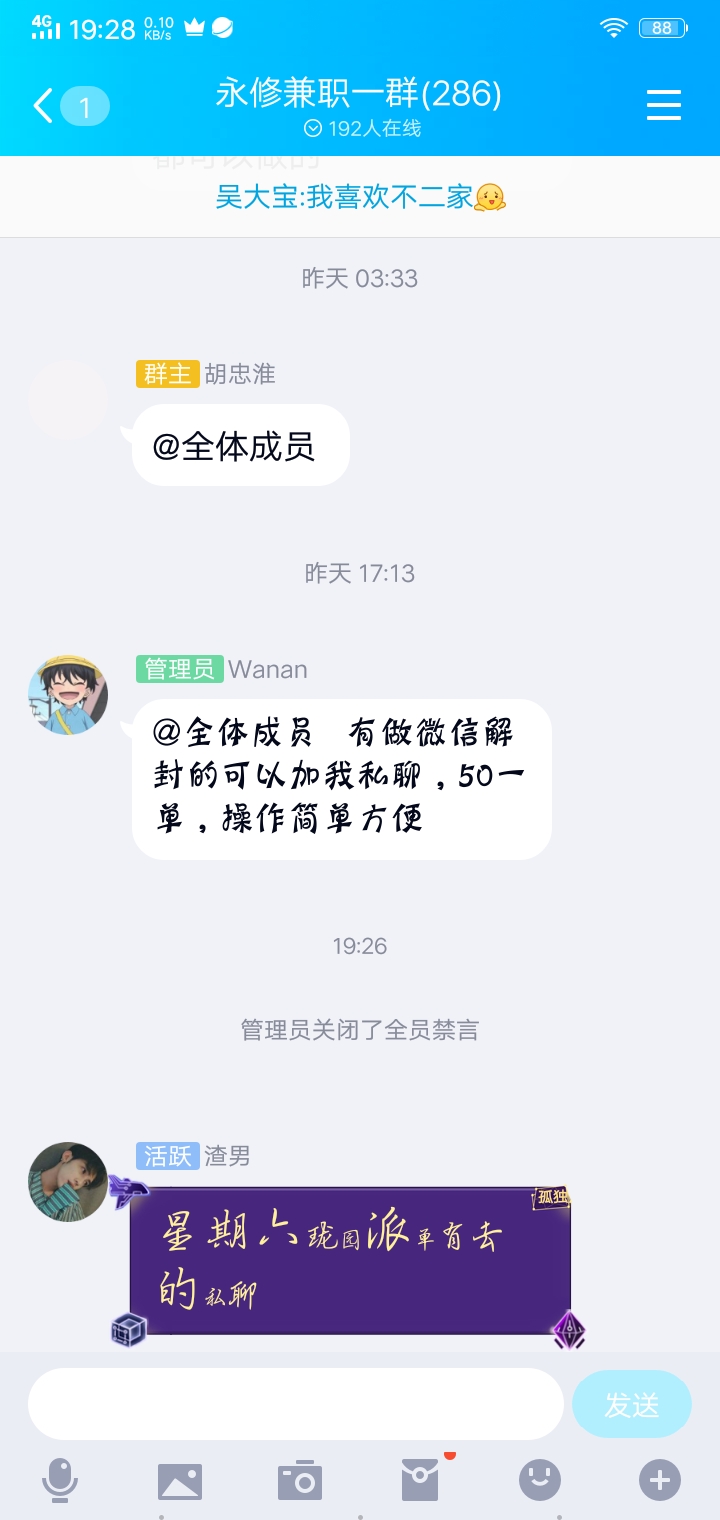 4G 19:28 0.10 KB/s 88
1 永修兼职一群(286)
192人在线
都可以做的
吴大宝:我喜欢不二家
昨天 03:33
群主 胡忠淮
@全体成员
昨天 17:13
管理员 Wanan
@全体成员 有做微信解
封的可以加我私聊，50一
单，操作简单方便
19:26
管理员关闭了全员禁言
活跃 渣男
孤独
星期六珑园派单有去
的私聊
发送